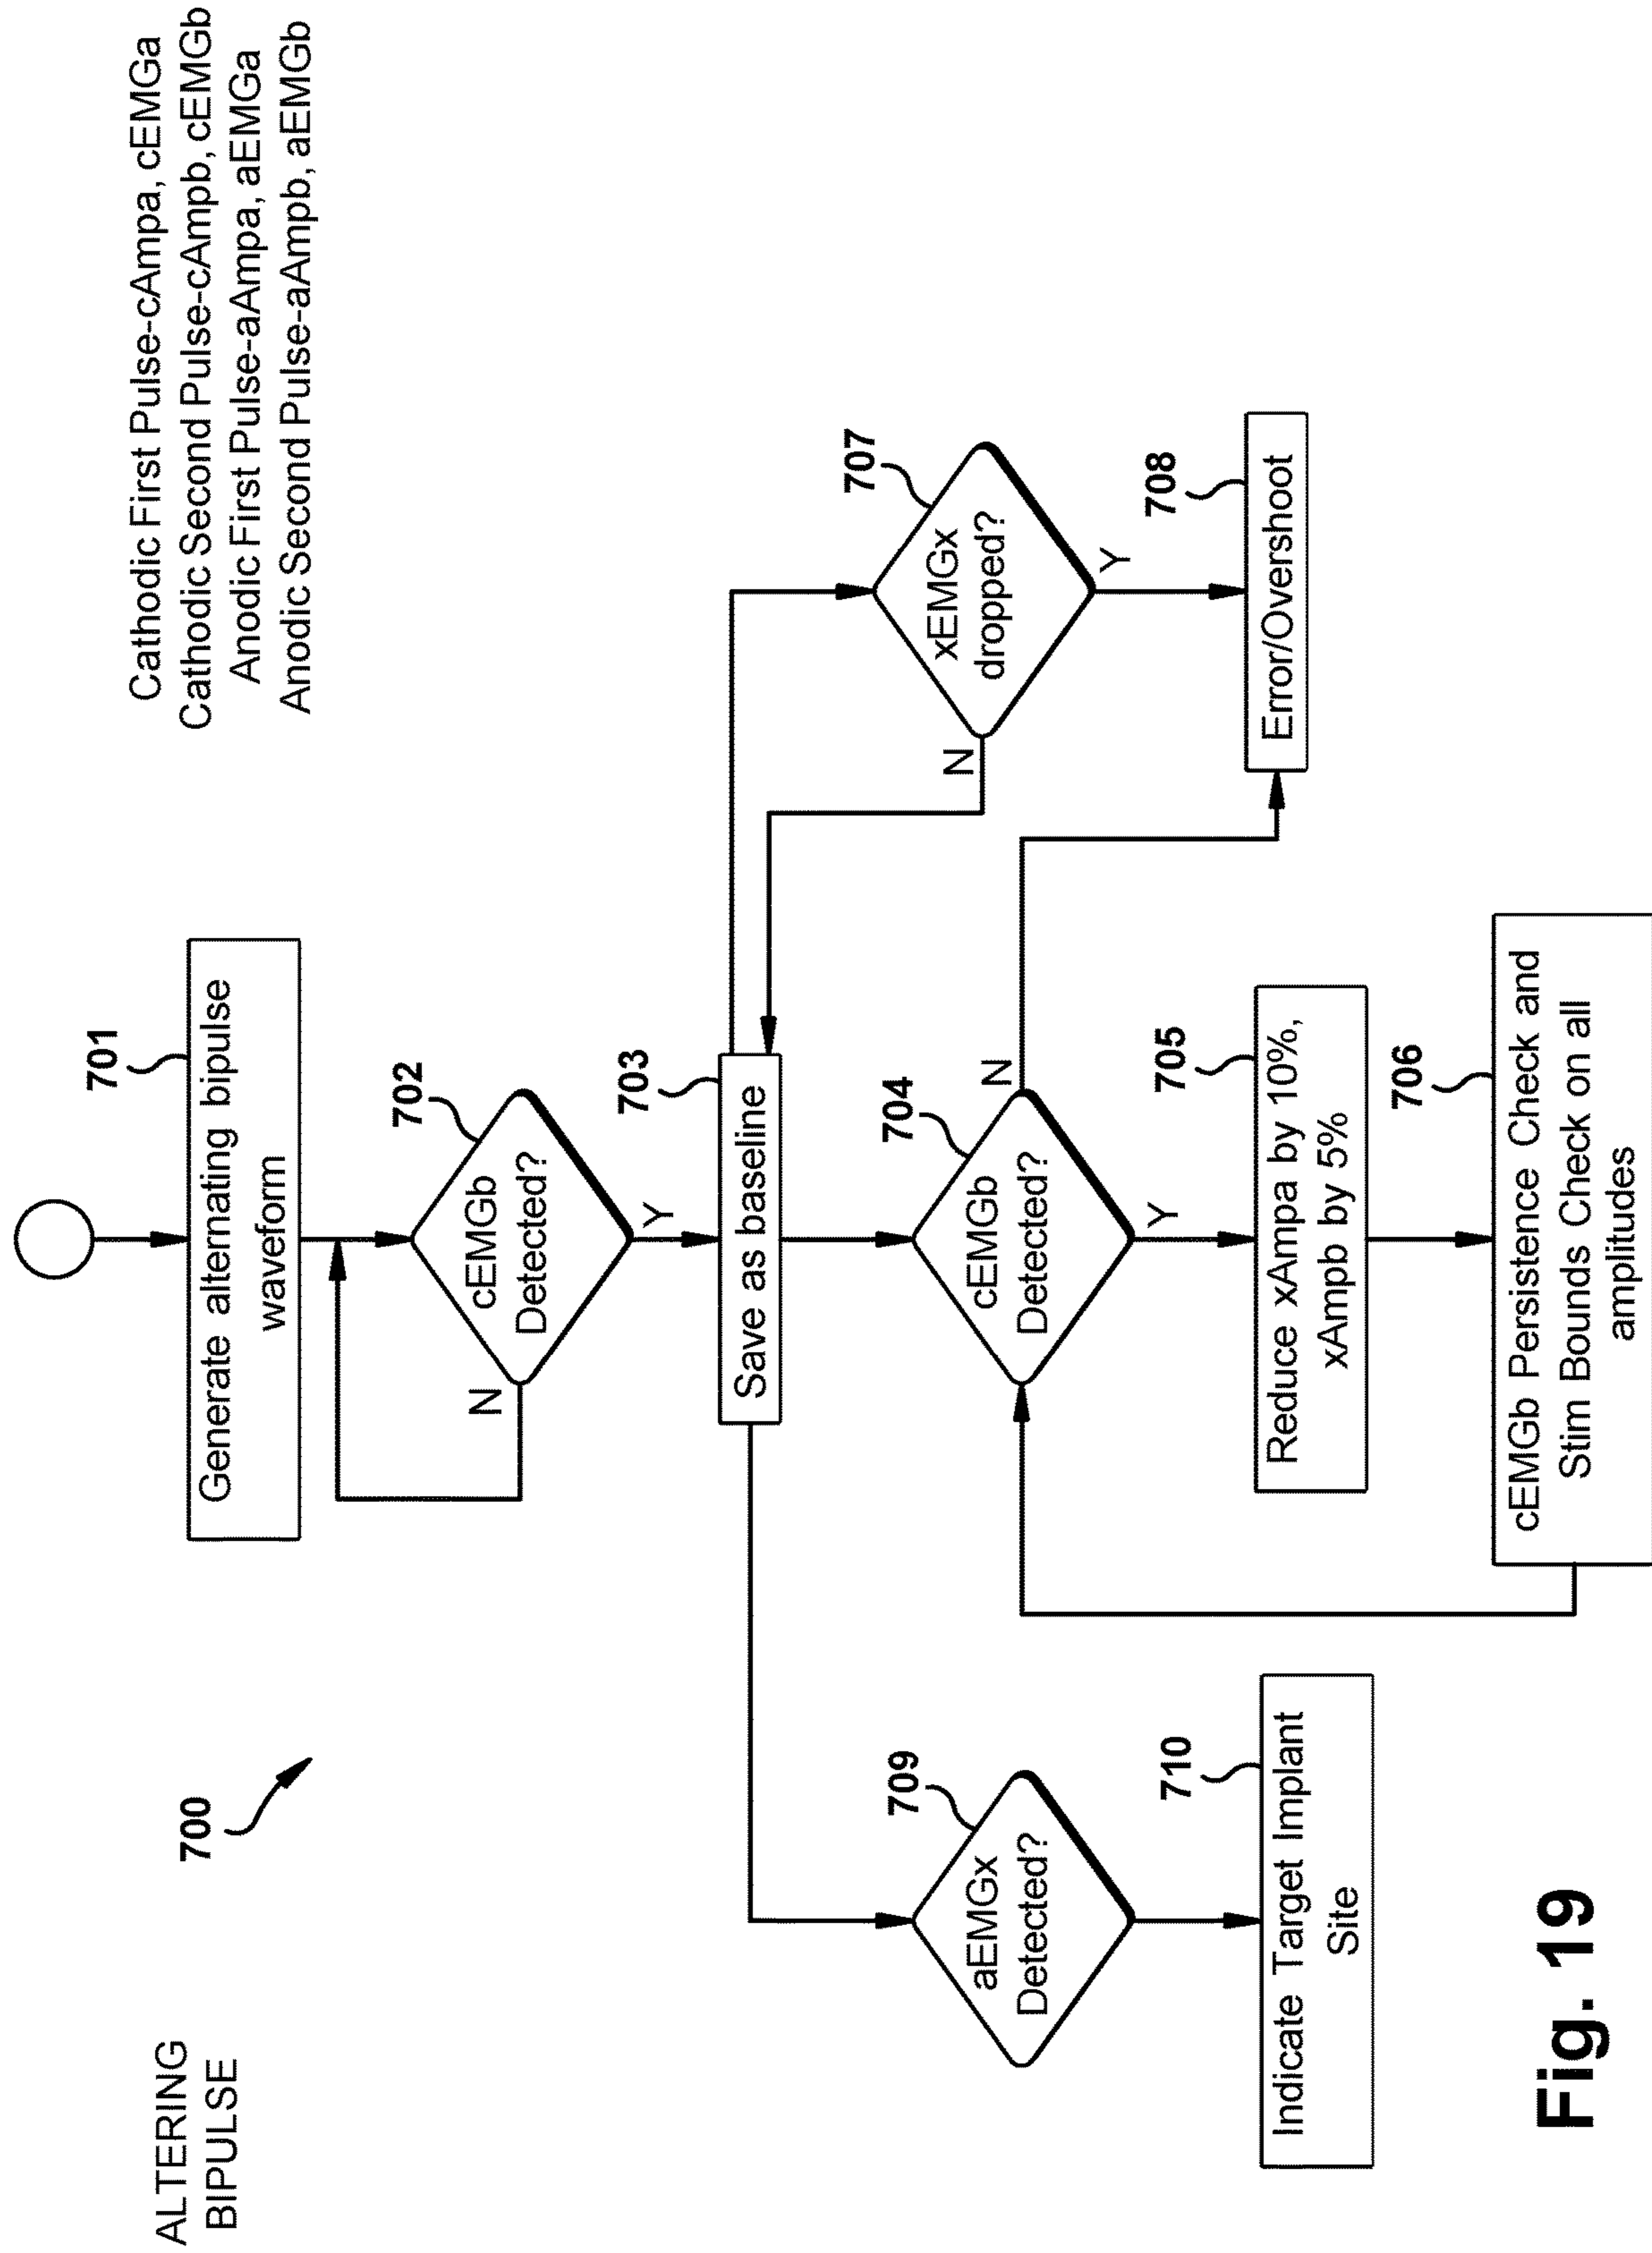 ALTERING
BIPULSE
700
Cathodic First Pulse-cAmpa, cEMGa
Cathodic Second Pulse-cAmpb, cEMGb
Anodic First Pulse-aAmpa, aEMGa
Anodic Second Pulse-aAmpb, aEMGb
701
Generate alternating bipulse
waveform
702
cEMGb
Detected?
N
Y
703
Save as baseline
704
cEMGb
Detected?
N
Y
705
Reduce xAmpa by 10%,
xAmpb by 5%
706
cEMGb Persistence Check and
Stim Bounds Check on all
amplitudes
707
xEMGx
dropped?
N
Y
708
Error/Overshoot
709
aEMGx
Detected?
710
Indicate Target Implant
Site
Fig. 19